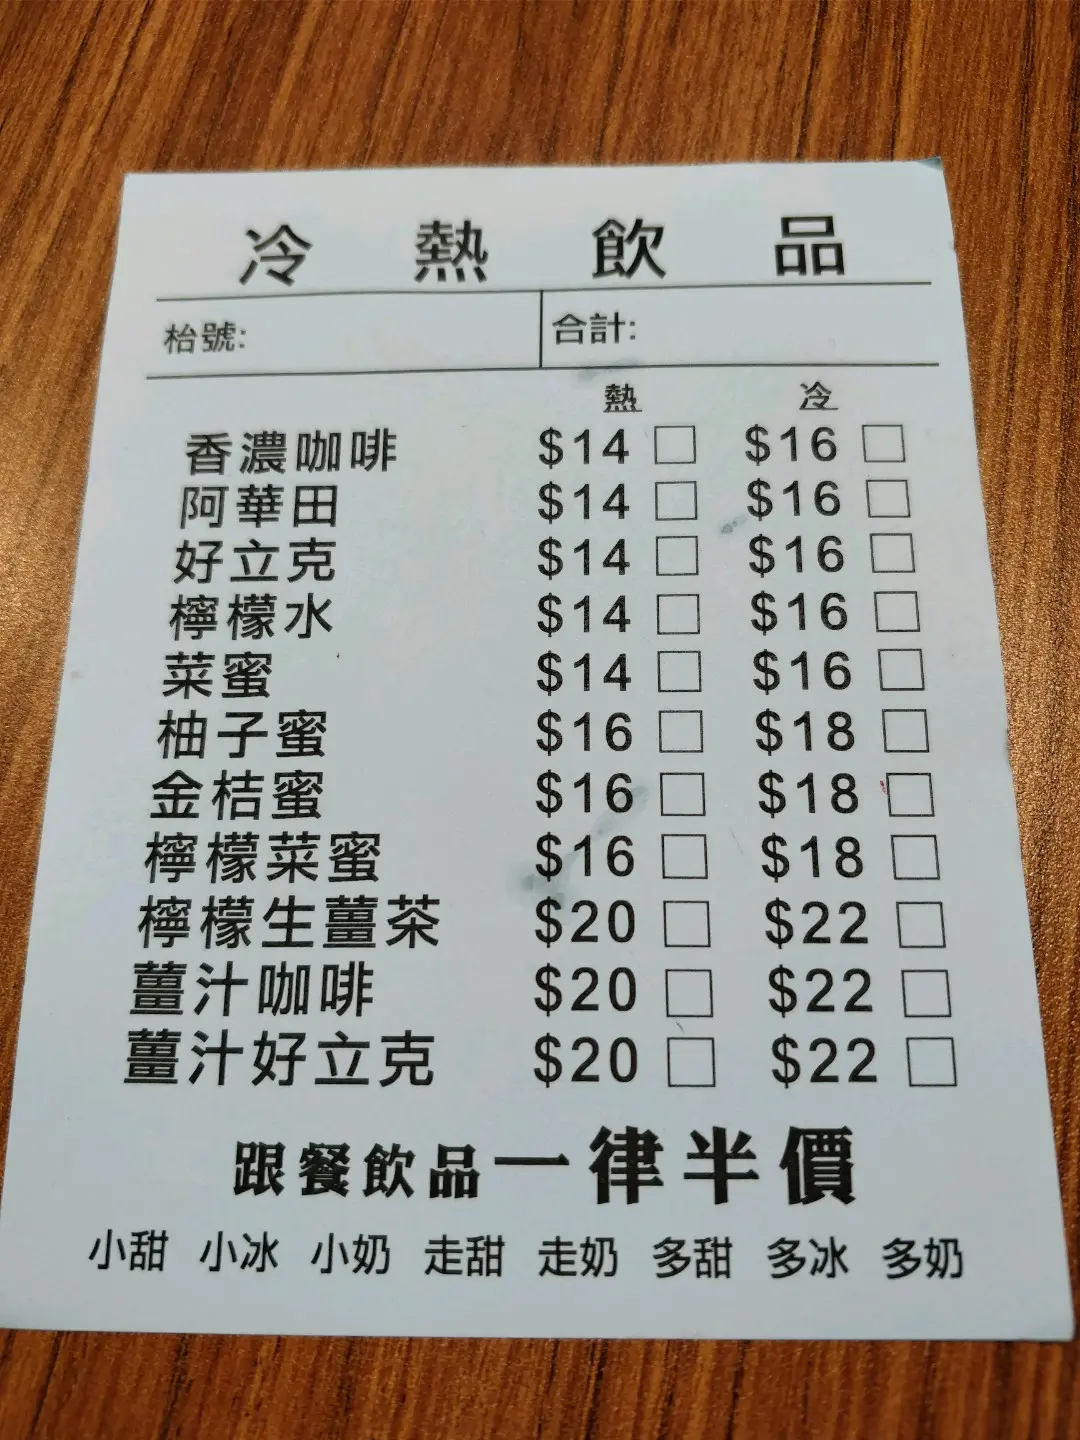 冷熱飲品
枱號: 合計:
熱 冷
香濃咖啡 $14 $16
阿華田 $14 $16
好立克 $14 $16
檸檬水 $14 $16
菜蜜 $14 $16
柚子蜜 $16 $18
金桔蜜 $16 $18
檸檬菜蜜 $16 $18
檸檬生薑茶 $20 $22
薑汁咖啡 $20 $22
薑汁好立克 $20 $22
跟餐飲品一律半價
小甜 小冰 小奶 走甜 走奶 多甜 多冰 多奶